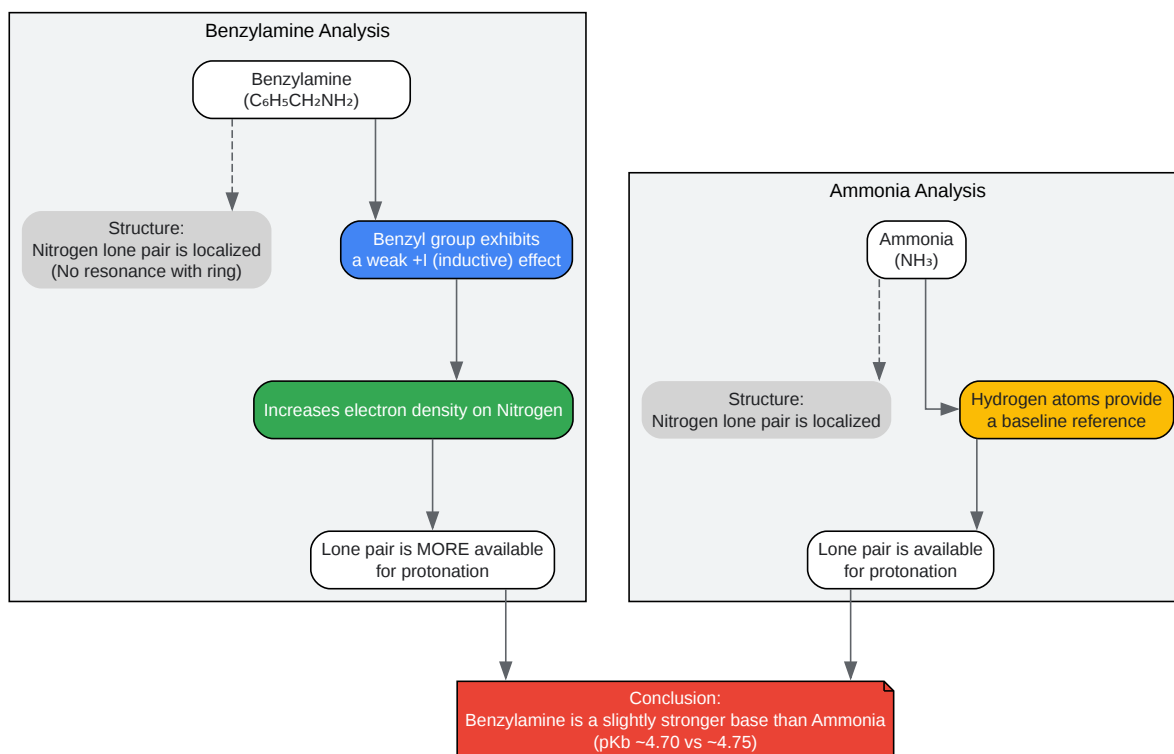 Benzylamine Analysis
Benzylamine
(C₆H₅CH₂NH₂)
Structure:
Nitrogen lone pair is localized
(No resonance with ring)
Benzyl group exhibits
a weak +I (inductive) effect
Increases electron density on Nitrogen
Lone pair is MORE available
for protonation
Ammonia Analysis
Ammonia
(NH₃)
Structure:
Nitrogen lone pair is localized
Hydrogen atoms provide
a baseline reference
Lone pair is available
for protonation
Conclusion:
Benzylamine is a slightly stronger base than Ammonia
(pKb ~4.70 vs ~4.75)